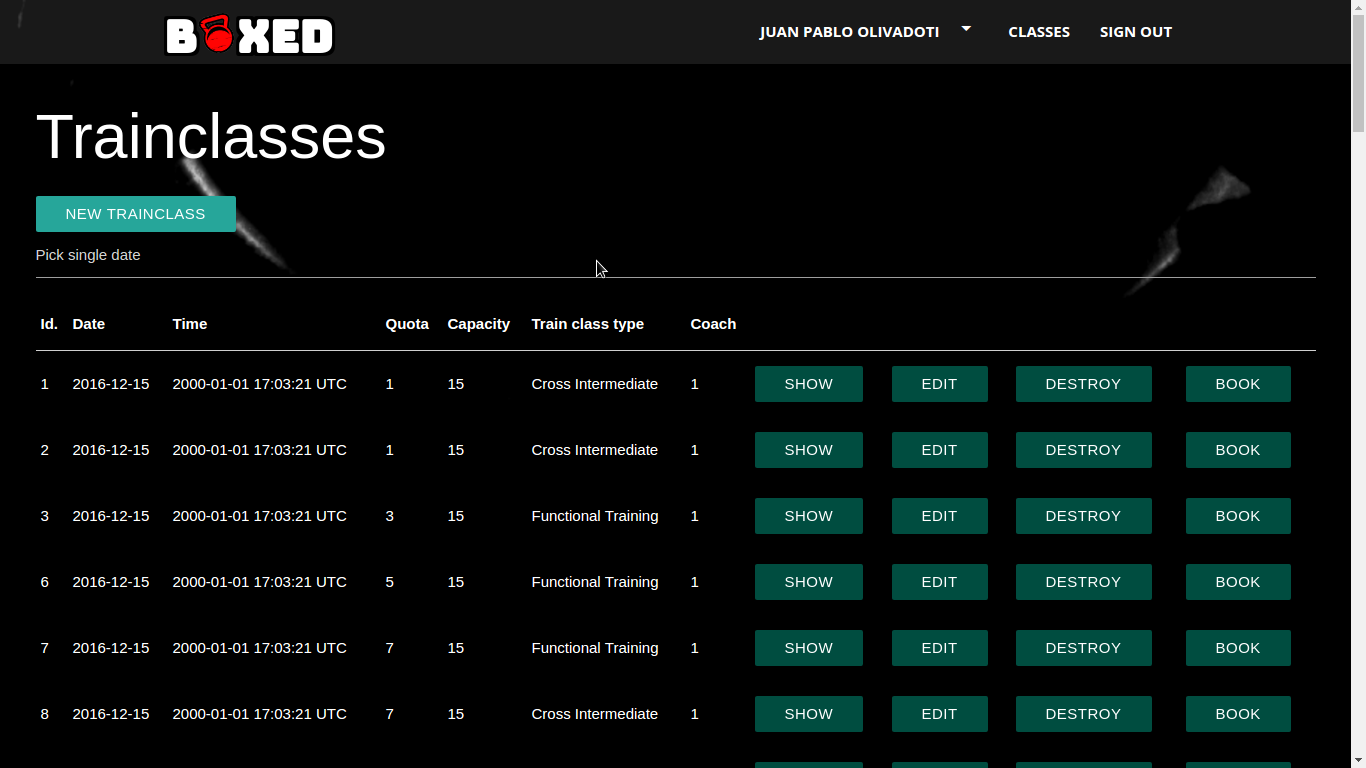 BOXED JUAN PABLO OLIVADOTI CLASSES SIGN OUT
Trainclasses
NEW TRAINCLASS
Pick single date
Id. Date Time Quota Capacity Train class type Coach
1 2016-12-15 2000-01-01 17:03:21 UTC 1 15 Cross Intermediate 1 SHOW EDIT DESTROY BOOK
2 2016-12-15 2000-01-01 17:03:21 UTC 1 15 Cross Intermediate 1 SHOW EDIT DESTROY BOOK
3 2016-12-15 2000-01-01 17:03:21 UTC 3 15 Functional Training 1 SHOW EDIT DESTROY BOOK
6 2016-12-15 2000-01-01 17:03:21 UTC 5 15 Functional Training 1 SHOW EDIT DESTROY BOOK
7 2016-12-15 2000-01-01 17:03:21 UTC 7 15 Functional Training 1 SHOW EDIT DESTROY BOOK
8 2016-12-15 2000-01-01 17:03:21 UTC 7 15 Cross Intermediate 1 SHOW EDIT DESTROY BOOK